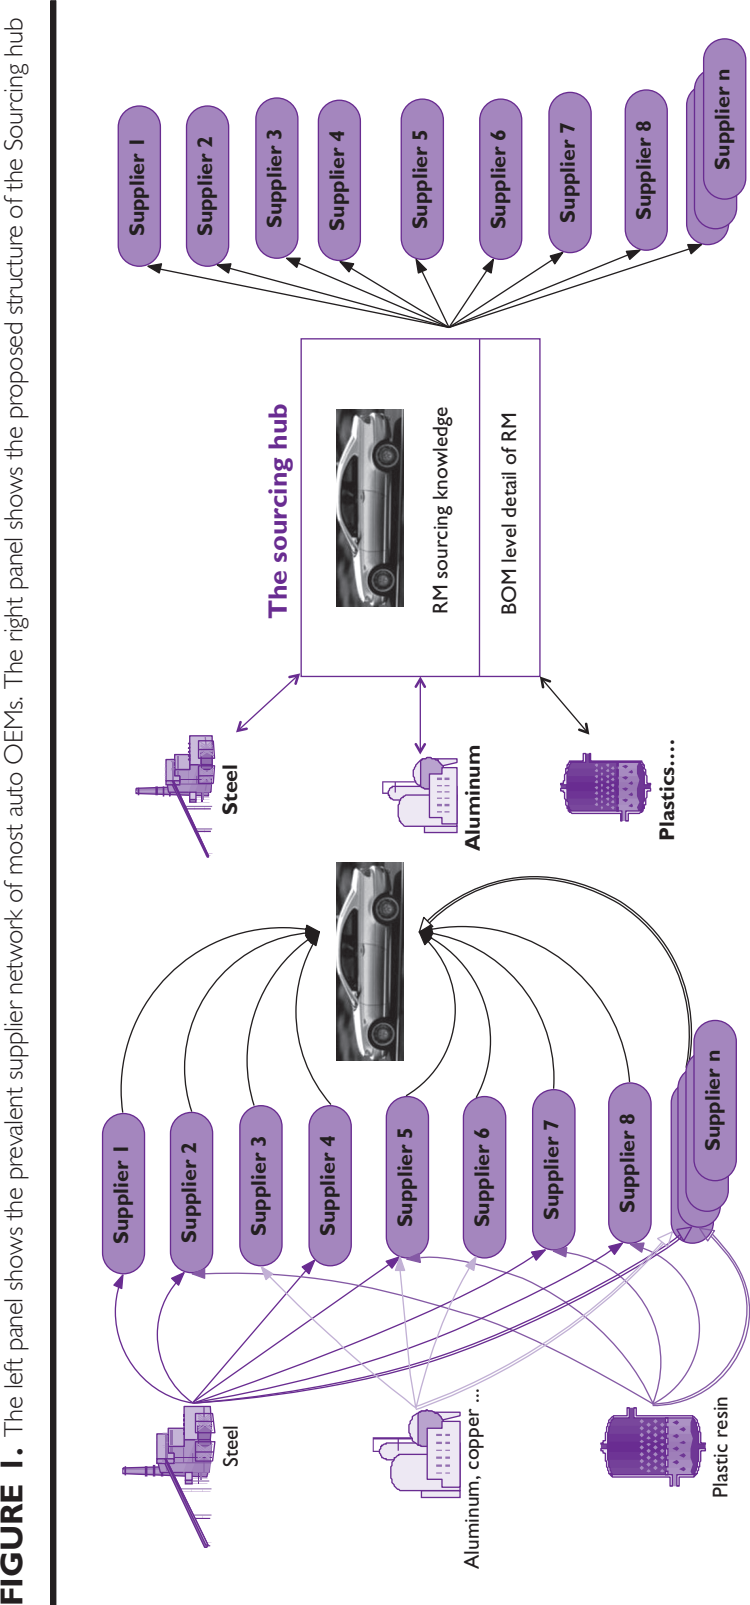 FIGURE 1. The left panel shows the prevalent supplier network of most auto OEMs. The right panel shows the proposed structure of the Sourcing hub
Steel
Aluminum, copper ...
Plastic resin
Supplier 1
Supplier 2
Supplier 3
Supplier 4
Supplier 5
Supplier 6
Supplier 7
Supplier 8
Supplier n
Steel
Aluminum
Plastics....
The sourcing hub
RM sourcing knowledge
BOM level detail of RM
Supplier 1
Supplier 2
Supplier 3
Supplier 4
Supplier 5
Supplier 6
Supplier 7
Supplier 8
Supplier n